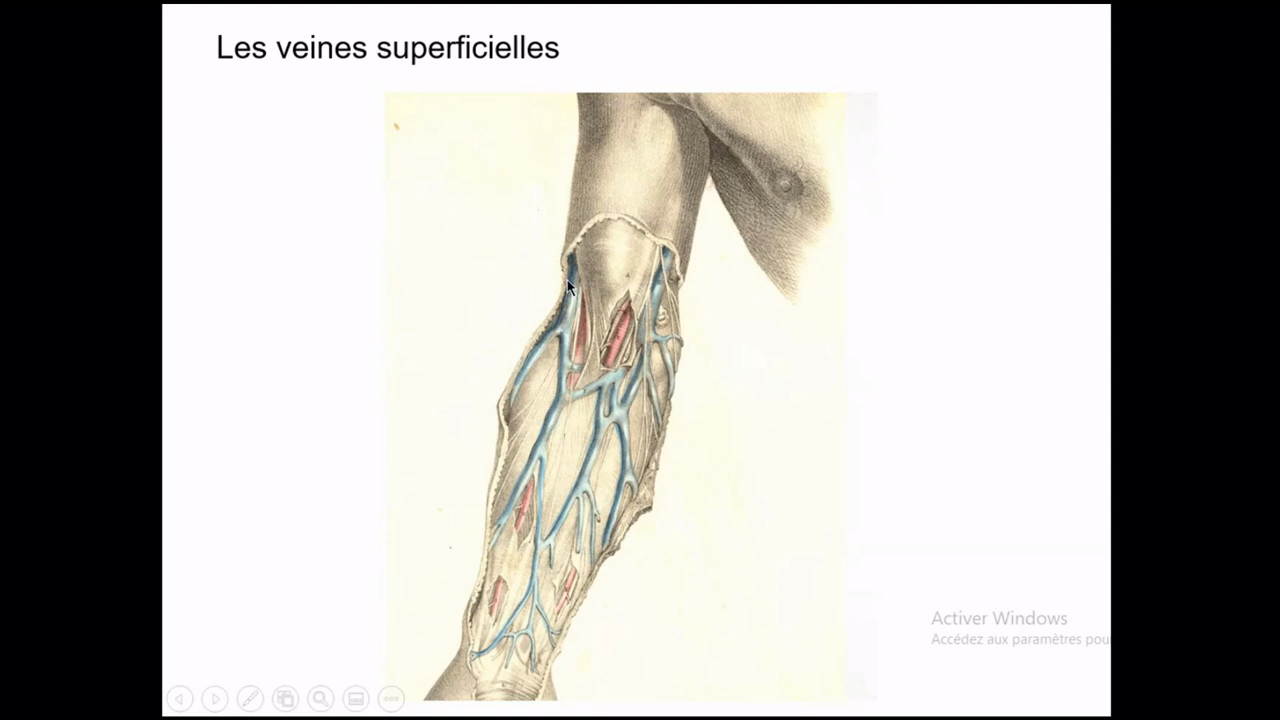 Les veines superficielles
Activer Windows
Accédez aux paramètres pou